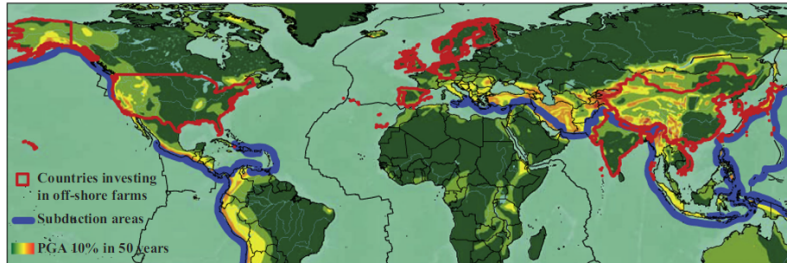 Countries investing
in off-shore farms
Subduction areas
PGA 10% in 50 years